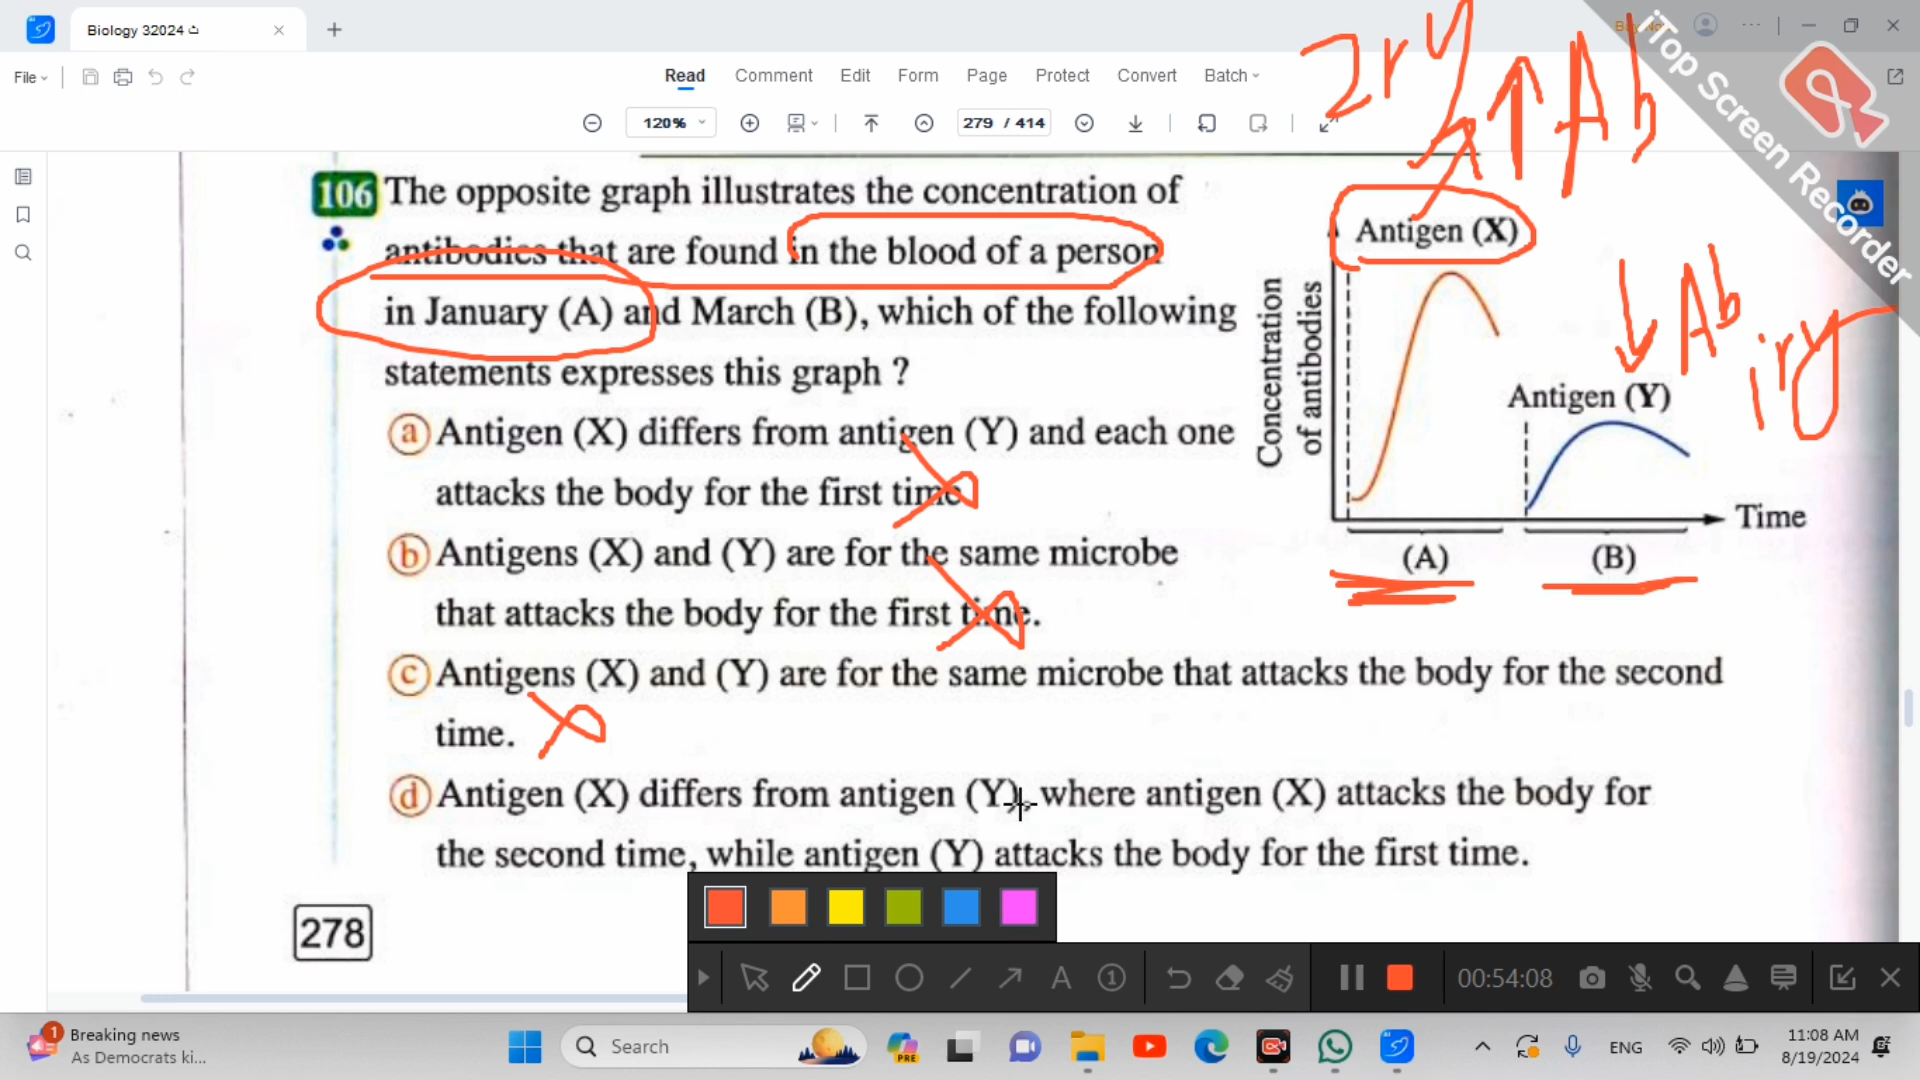 Biology 32024 ث
File
Read
Comment
Edit
Form
Page
Protect
Convert
Batch
120%
279 / 414
2ry
↑ Ab
iTop Screen Recorder
106 The opposite graph illustrates the concentration of
antibodies that are found in the blood of a person
in January (A) and March (B), which of the following
statements expresses this graph ?
a Antigen (X) differs from antigen (Y) and each one
attacks the body for the first time
b Antigens (X) and (Y) are for the same microbe
that attacks the body for the first time.
c Antigens (X) and (Y) are for the same microbe that attacks the body for the second
time.
d Antigen (X) differs from antigen (Y), where antigen (X) attacks the body for
the second time, while antigen (Y) attacks the body for the first time.
278
Antigen (X)
Concentration
of antibodies
↓ Ab
iry
Antigen (Y)
Time
(A)
(B)
A
1
00:54:08
1
Breaking news
As Democrats ki...
Search
PRE
ENG
11:08 AM
8/19/2024